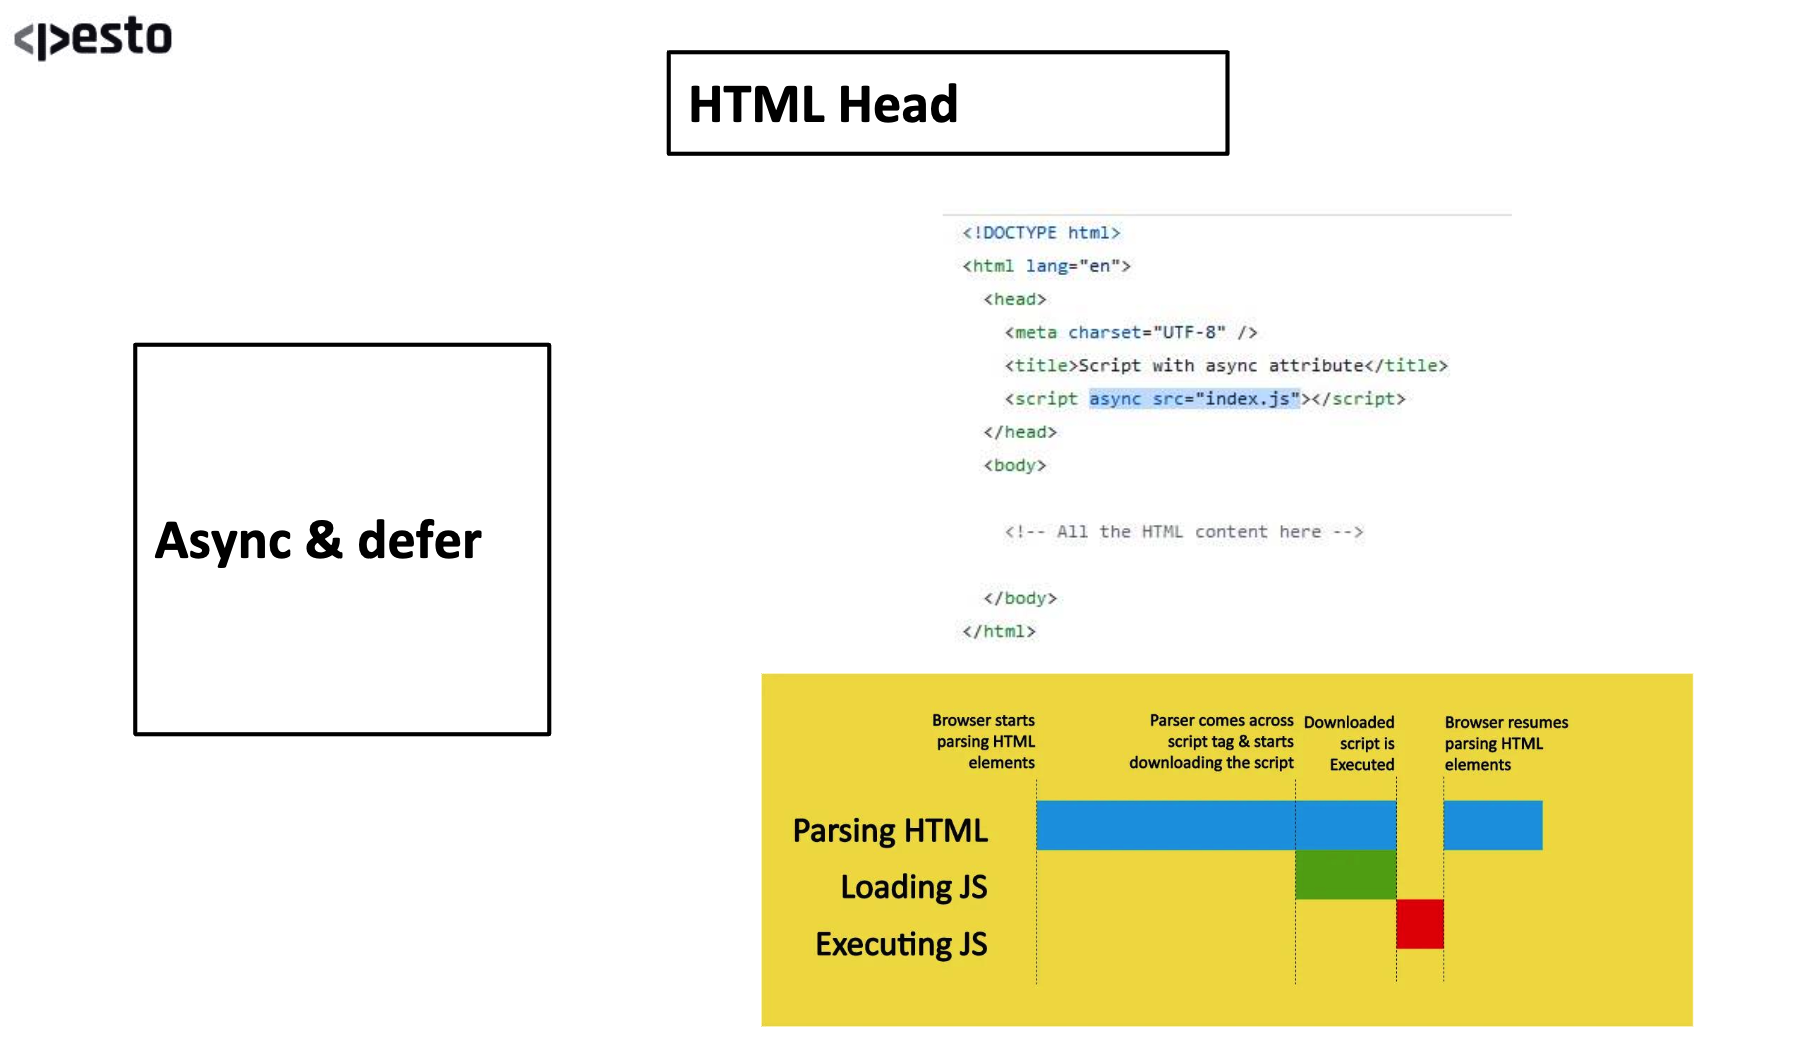 <|>esto
HTML Head
Async & defer
<!DOCTYPE html>
<html lang="en">
<head>
<meta charset="UTF-8" />
<title>Script with async attribute</title>
<script async src="index.js"></script>
</head>
<body>
<!-- All the HTML content here -->
</body>
</html>
Browser starts
parsing HTML
elements
Parser comes across
script tag & starts
downloading the script
Downloaded
script is
Executed
Browser resumes
parsing HTML
elements
Parsing HTML
Loading JS
Executing JS